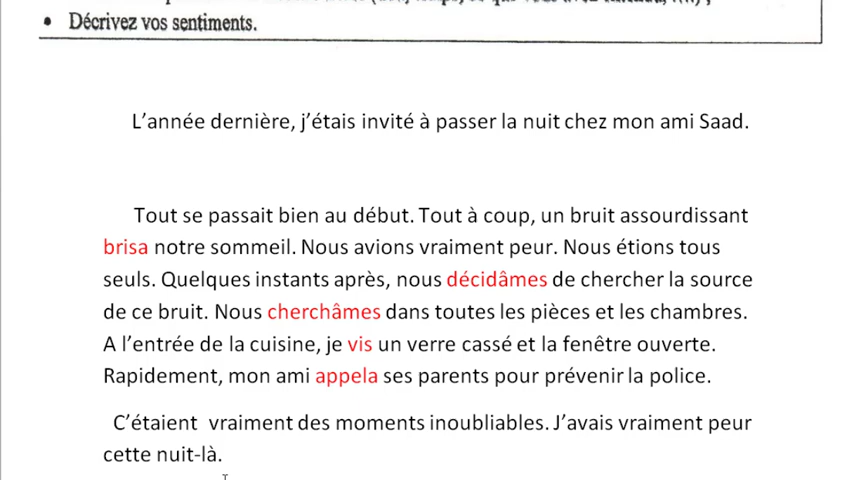 • Décrivez vos sentiments.
L'année dernière, j'étais invité à passer la nuit chez mon ami Saad.
Tout se passait bien au début. Tout à coup, un bruit assourdissant
brisa notre sommeil. Nous avions vraiment peur. Nous étions tous
seuls. Quelques instants après, nous décidâmes de chercher la source
de ce bruit. Nous cherchâmes dans toutes les pièces et les chambres.
A l'entrée de la cuisine, je vis un verre cassé et la fenêtre ouverte.
Rapidement, mon ami appela ses parents pour prévenir la police.
C'étaient vraiment des moments inoubliables. J'avais vraiment peur
cette nuit-là.